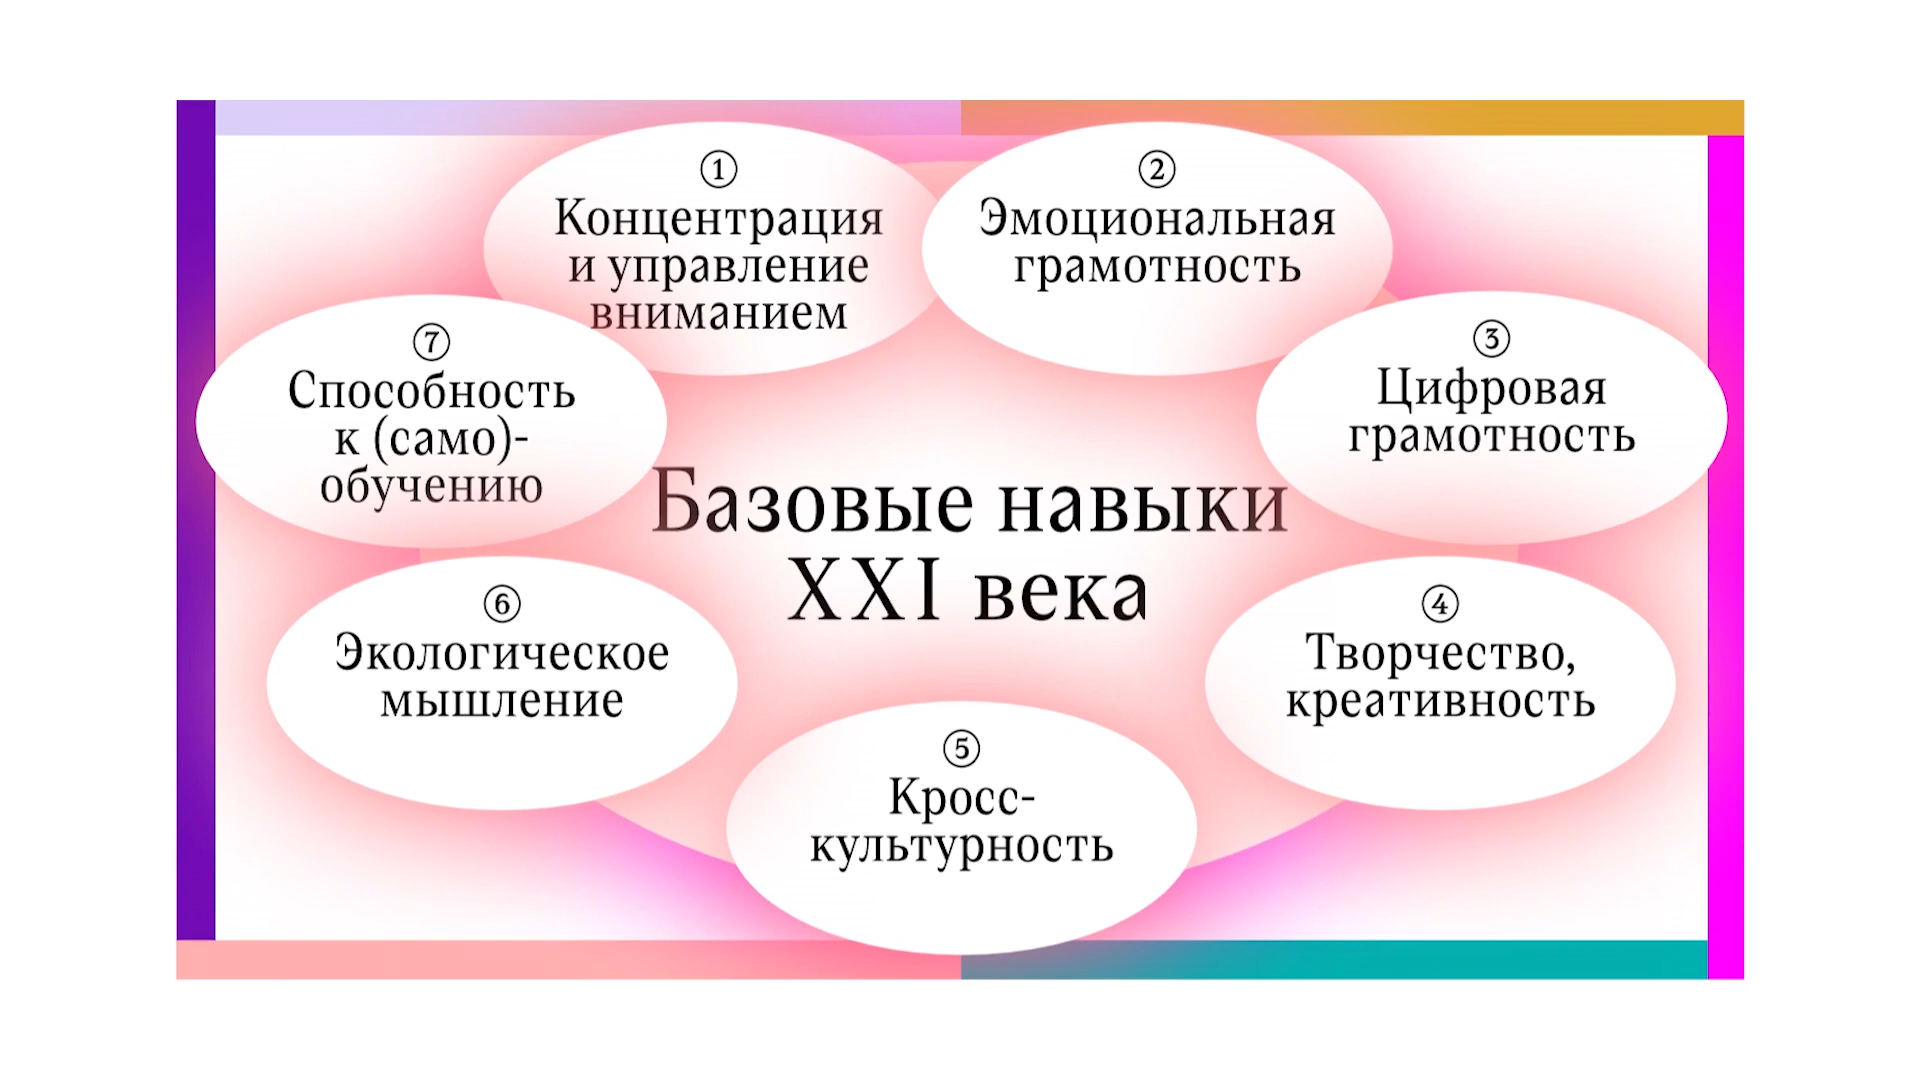 ①
Концентрация
и управление
вниманием
②
Эмоциональная
грамотность
③
Цифровая
грамотность
④
Творчество,
креативность
⑤
Кросс-
культурность
⑥
Экологическое
мышление
⑦
Способность
к (само)-
обучению
Базовые навыки
XXI века